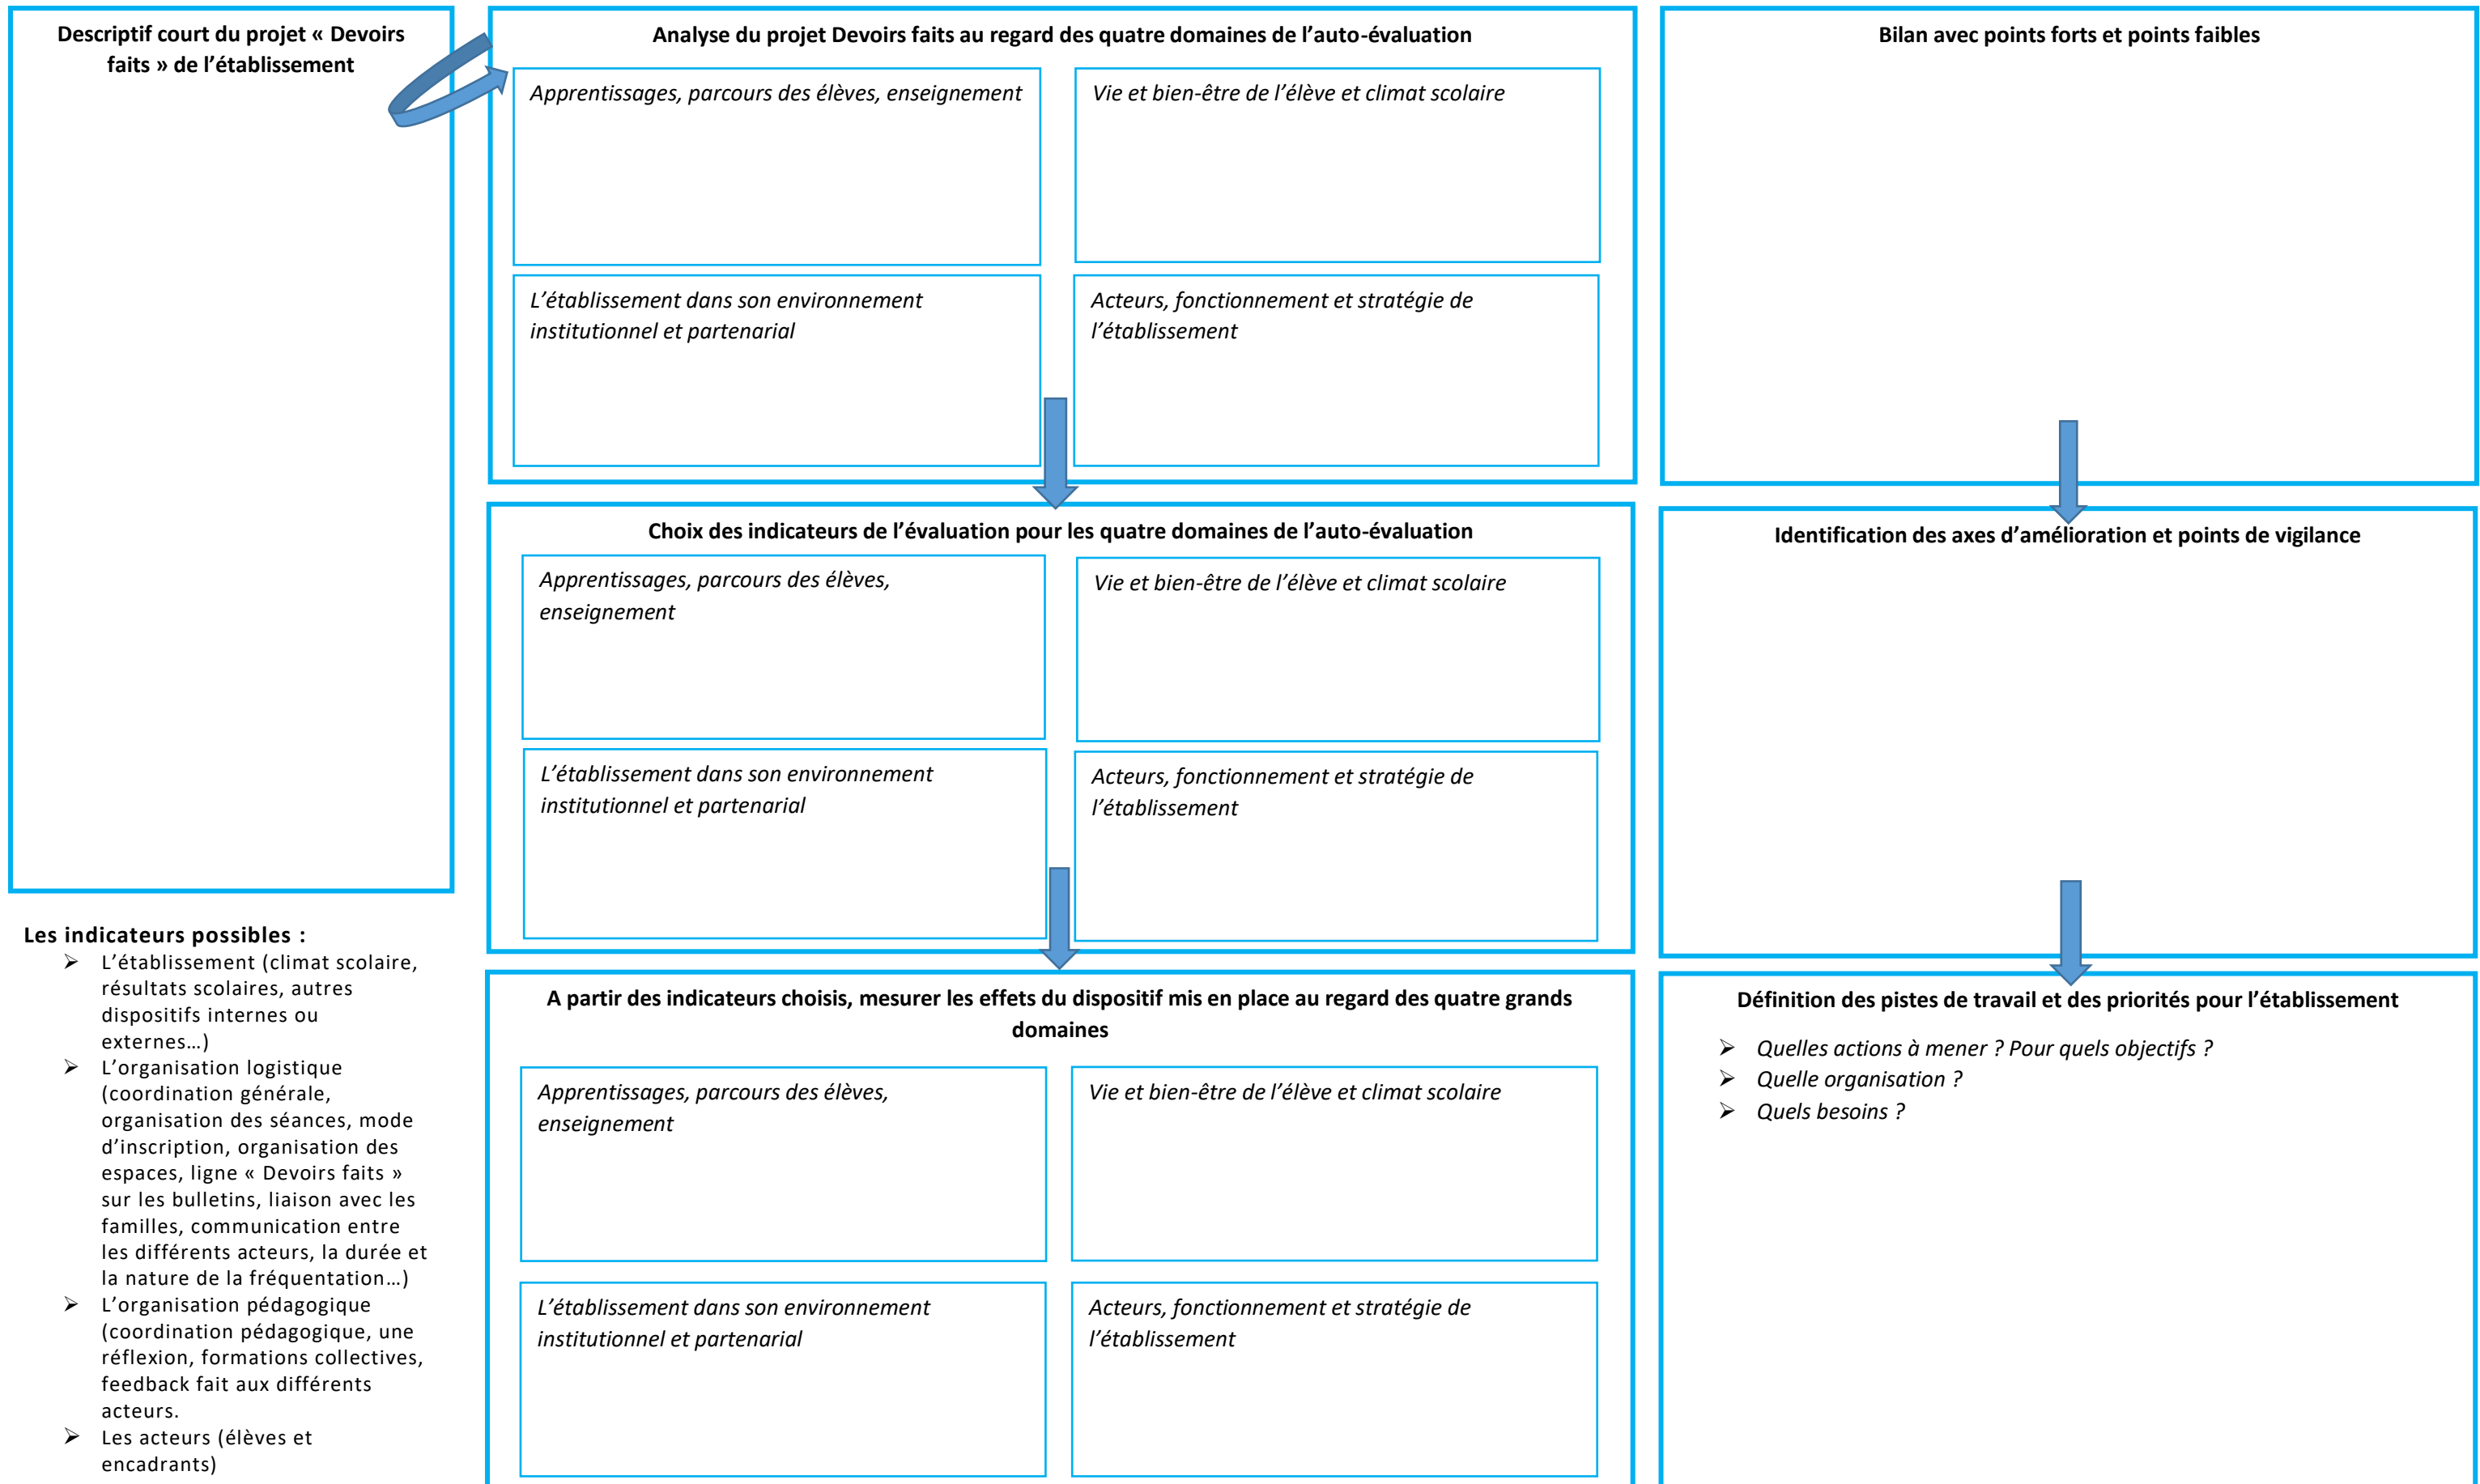 Descriptif court du projet « Devoirs
faits » de l’établissement
Les indicateurs possibles :
➢ L’établissement (climat scolaire,
résultats scolaires, autres
dispositifs internes ou
externes…)
➢ L’organisation logistique
(coordination générale,
organisation des séances, mode
d’inscription, organisation des
espaces, ligne « Devoirs faits »
sur les bulletins, liaison avec les
familles, communication entre
les différents acteurs, la durée et
la nature de la fréquentation…)
➢ L’organisation pédagogique
(coordination pédagogique, une
réflexion, formations collectives,
feedback fait aux différents
acteurs.
➢ Les acteurs (élèves et
encadrants)
Analyse du projet Devoirs faits au regard des quatre domaines de l’auto-évaluation
Apprentissages, parcours des élèves, enseignement
Vie et bien-être de l’élève et climat scolaire
L’établissement dans son environnement
institutionnel et partenarial
Acteurs, fonctionnement et stratégie de
l’établissement
Choix des indicateurs de l’évaluation pour les quatre domaines de l’auto-évaluation
Apprentissages, parcours des élèves,
enseignement
Vie et bien-être de l’élève et climat scolaire
L’établissement dans son environnement
institutionnel et partenarial
Acteurs, fonctionnement et stratégie de
l’établissement
A partir des indicateurs choisis, mesurer les effets du dispositif mis en place au regard des quatre grands
domaines
Apprentissages, parcours des élèves,
enseignement
Vie et bien-être de l’élève et climat scolaire
L’établissement dans son environnement
institutionnel et partenarial
Acteurs, fonctionnement et stratégie de
l’établissement
Bilan avec points forts et points faibles
Identification des axes d’amélioration et points de vigilance
Définition des pistes de travail et des priorités pour l’établissement
➢ Quelles actions à mener ? Pour quels objectifs ?
➢ Quelle organisation ?
➢ Quels besoins ?